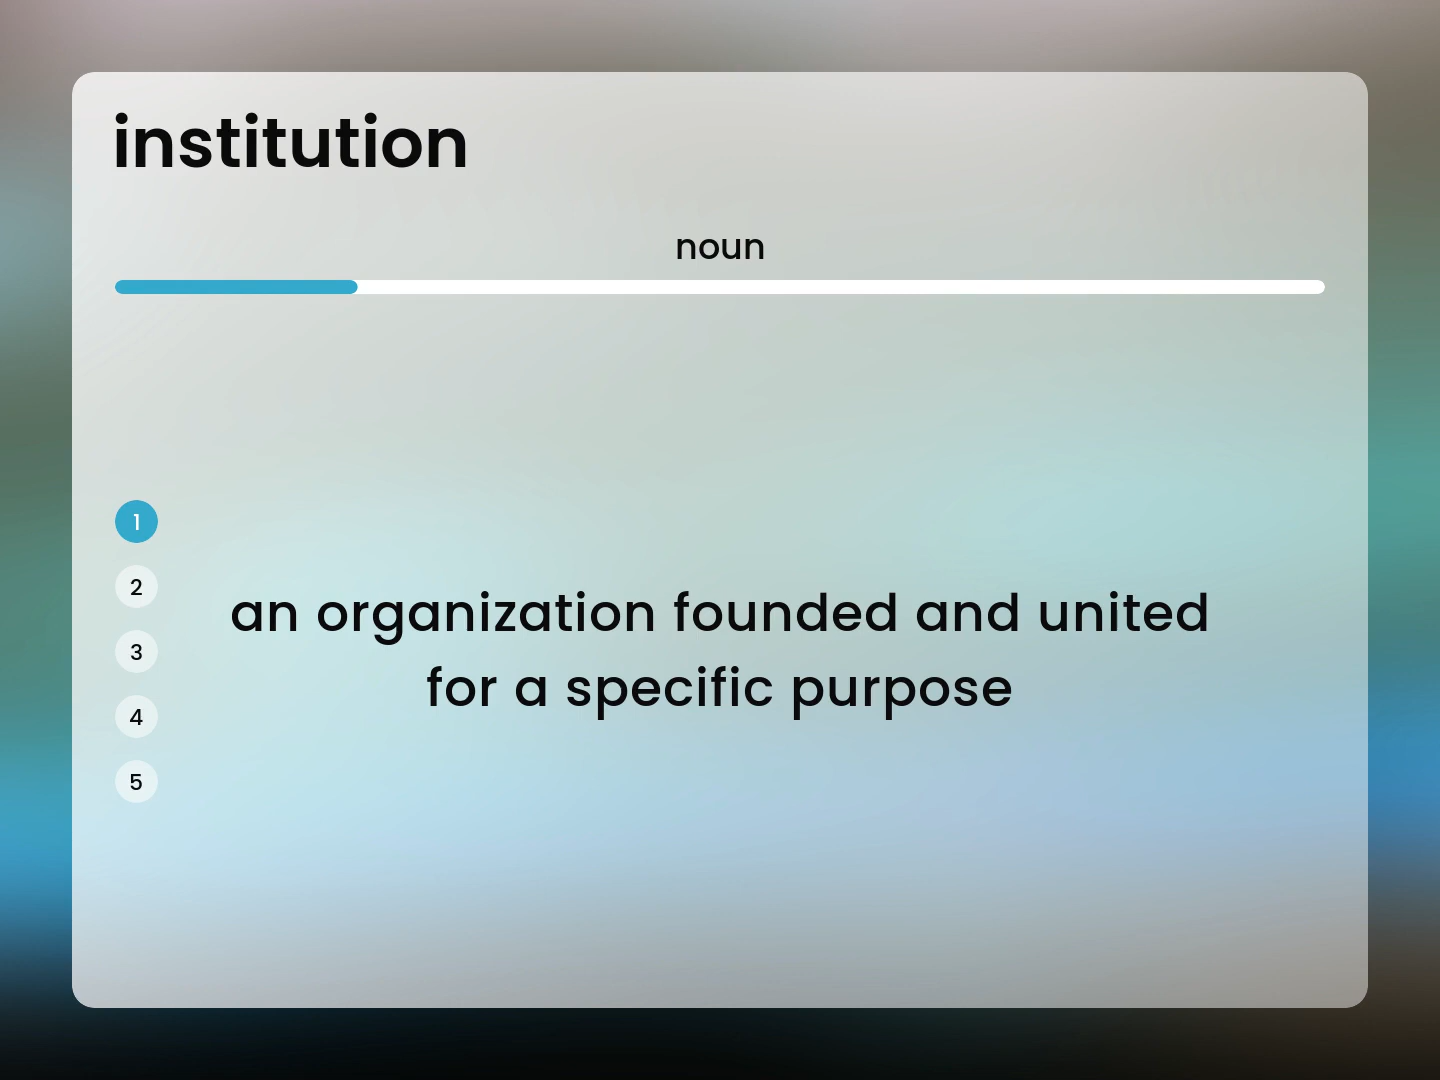 institution
noun
1
2
3
4
5
an organization founded and united
for a specific purpose